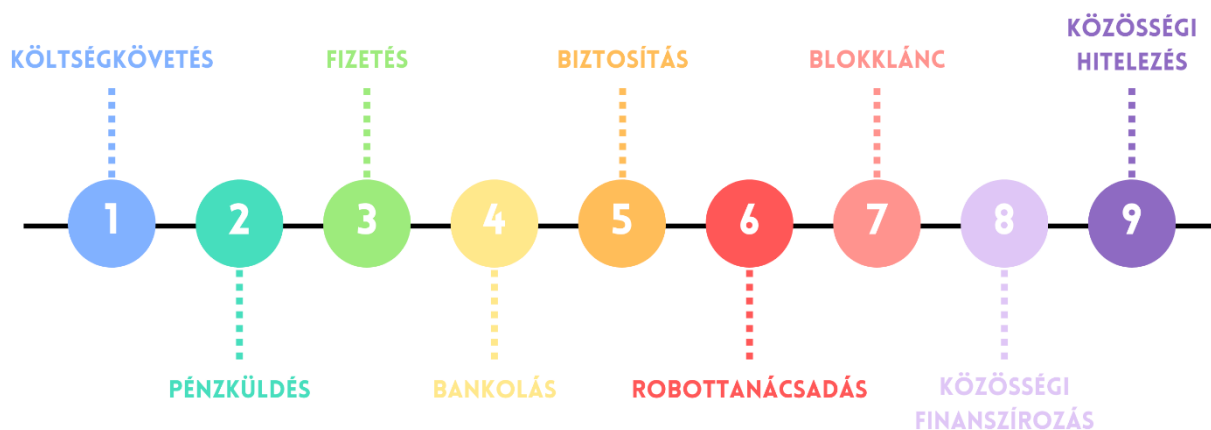 KÖLTSÉGKÖVETÉS
FIZETÉS
BIZTOSÍTÁS
BLOKKLÁNC
KÖZÖSSÉGI
HITELEZÉS
1
2
3
4
5
6
7
8
9
PÉNZKÜLDÉS
BANKOLÁS
ROBOTTANÁCSADÁS
KÖZÖSSÉGI
FINANSZÍROZÁS